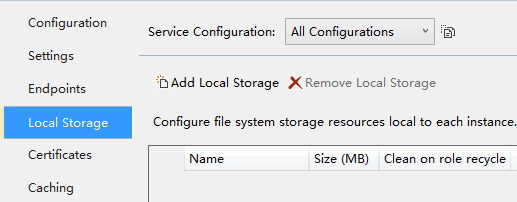 Configuration
Settings
Endpoints
Local Storage
Certificates
Caching
Service Configuration: All Configurations
Add Local Storage Remove Local Storage
Configure file system storage resources local to each instance.
Name Size (MB) Clean on role recycle